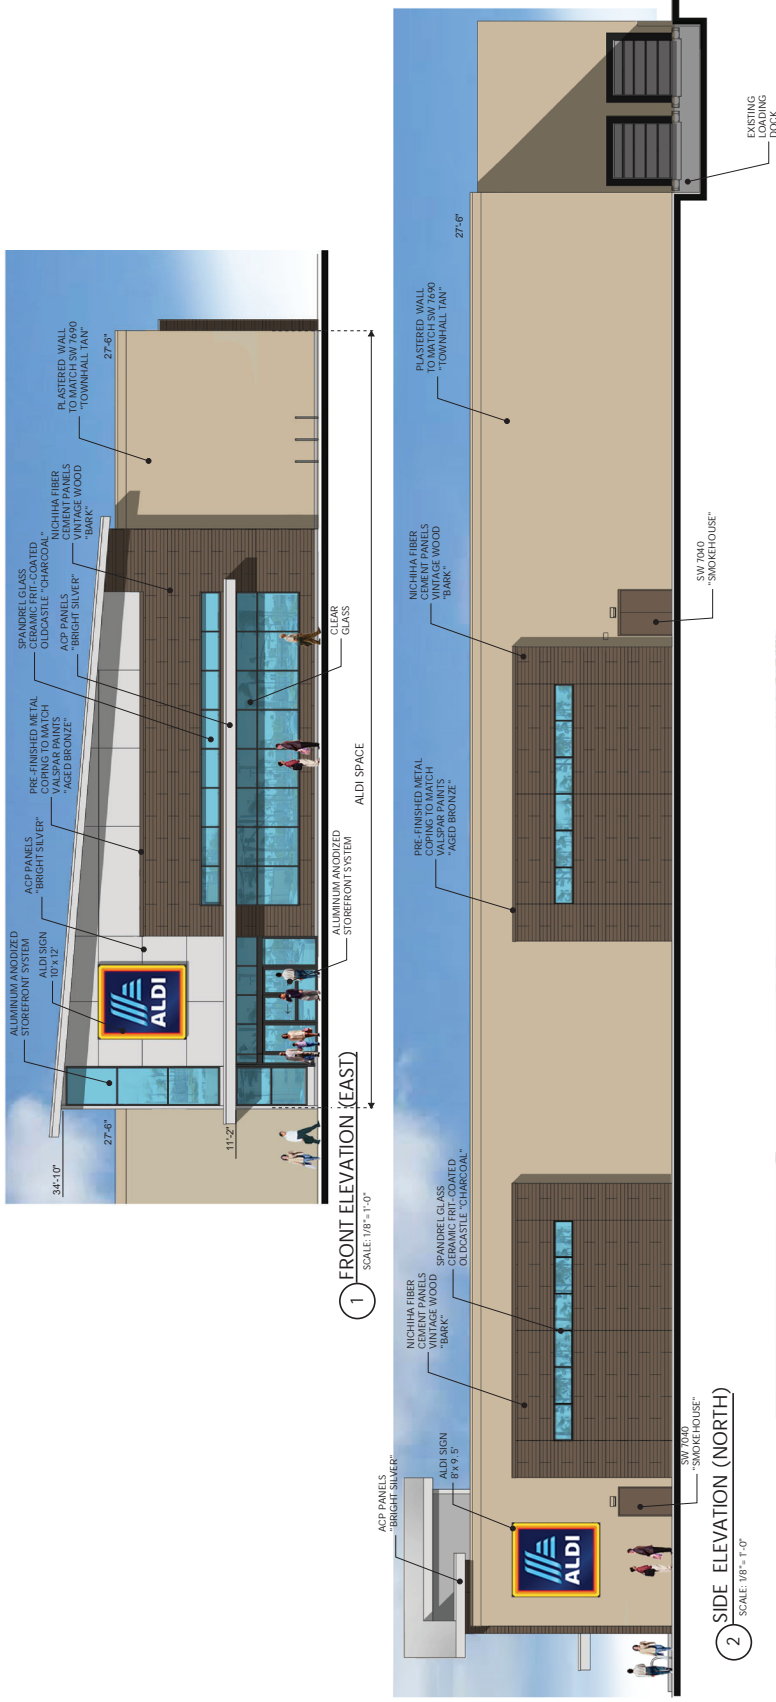 ALUMINUM ANODIZED
STOREFRONT SYSTEM
ALDI SIGN
10' x 12'
ACP PANELS
"BRIGHT SILVER"
PRE-FINISHED METAL
COPING TO MATCH
VALSPAR PAINTS
"AGED BRONZE"
SPANDREL GLASS
CERAMIC FRIT-COATED
OLDCASTLE "CHARCOAL"
ACP PANELS
"BRIGHT SILVER"
NICHIHA FIBER
CEMENT PANELS
VINTAGE WOOD
"BARK"
PLASTERED WALL
TO MATCH SW 7690
"TOWNHALL TAN"
34'-10"
27'-6"
27'-6"
11'-2"
ALDI
ALUMINUM ANODIZED
STOREFRONT SYSTEM
CLEAR
GLASS
ALDI SPACE
1
FRONT ELEVATION (EAST)
SCALE: 1/8" = 1'-0"
ACP PANELS
"BRIGHT SILVER"
ALDI SIGN
8' x 9.5'
NICHIHA FIBER
CEMENT PANELS
VINTAGE WOOD
"BARK"
SPANDREL GLASS
CERAMIC FRIT-COATED
OLDCASTLE "CHARCOAL"
PRE-FINISHED METAL
COPING TO MATCH
VALSPAR PAINTS
"AGED BRONZE"
NICHIHA FIBER
CEMENT PANELS
VINTAGE WOOD
"BARK"
PLASTERED WALL
TO MATCH SW 7690
"TOWNHALL TAN"
27'-6"
ALDI
SW 7040
"SMOKEHOUSE"
SW 7040
"SMOKEHOUSE"
EXISTING
LOADING
DOCK
2
SIDE ELEVATION (NORTH)
SCALE: 1/8" = 1'-0"